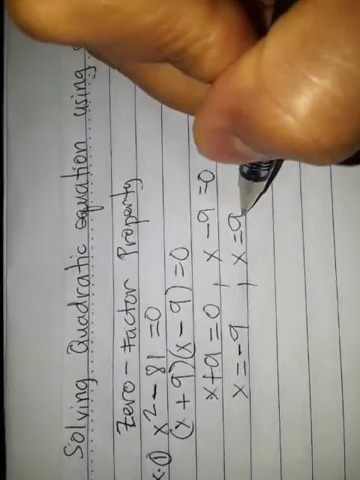 Solving Quadratic equation using
Zero-Factor Property
x² - 81 = 0
(x + 9)(x - 9) = 0
x + 9 = 0 , x - 9 = 0
x = -9 , x = 9